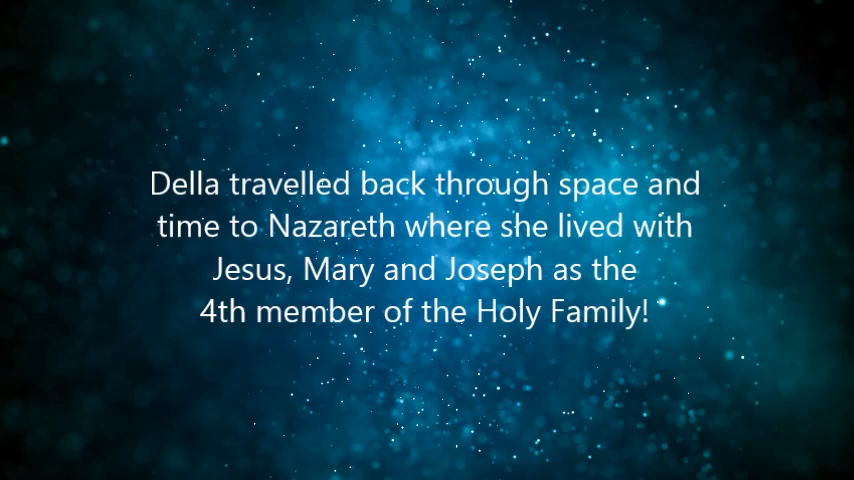 Della travelled back through space and
time to Nazareth where she lived with
Jesus, Mary and Joseph as the
4th member of the Holy Family!